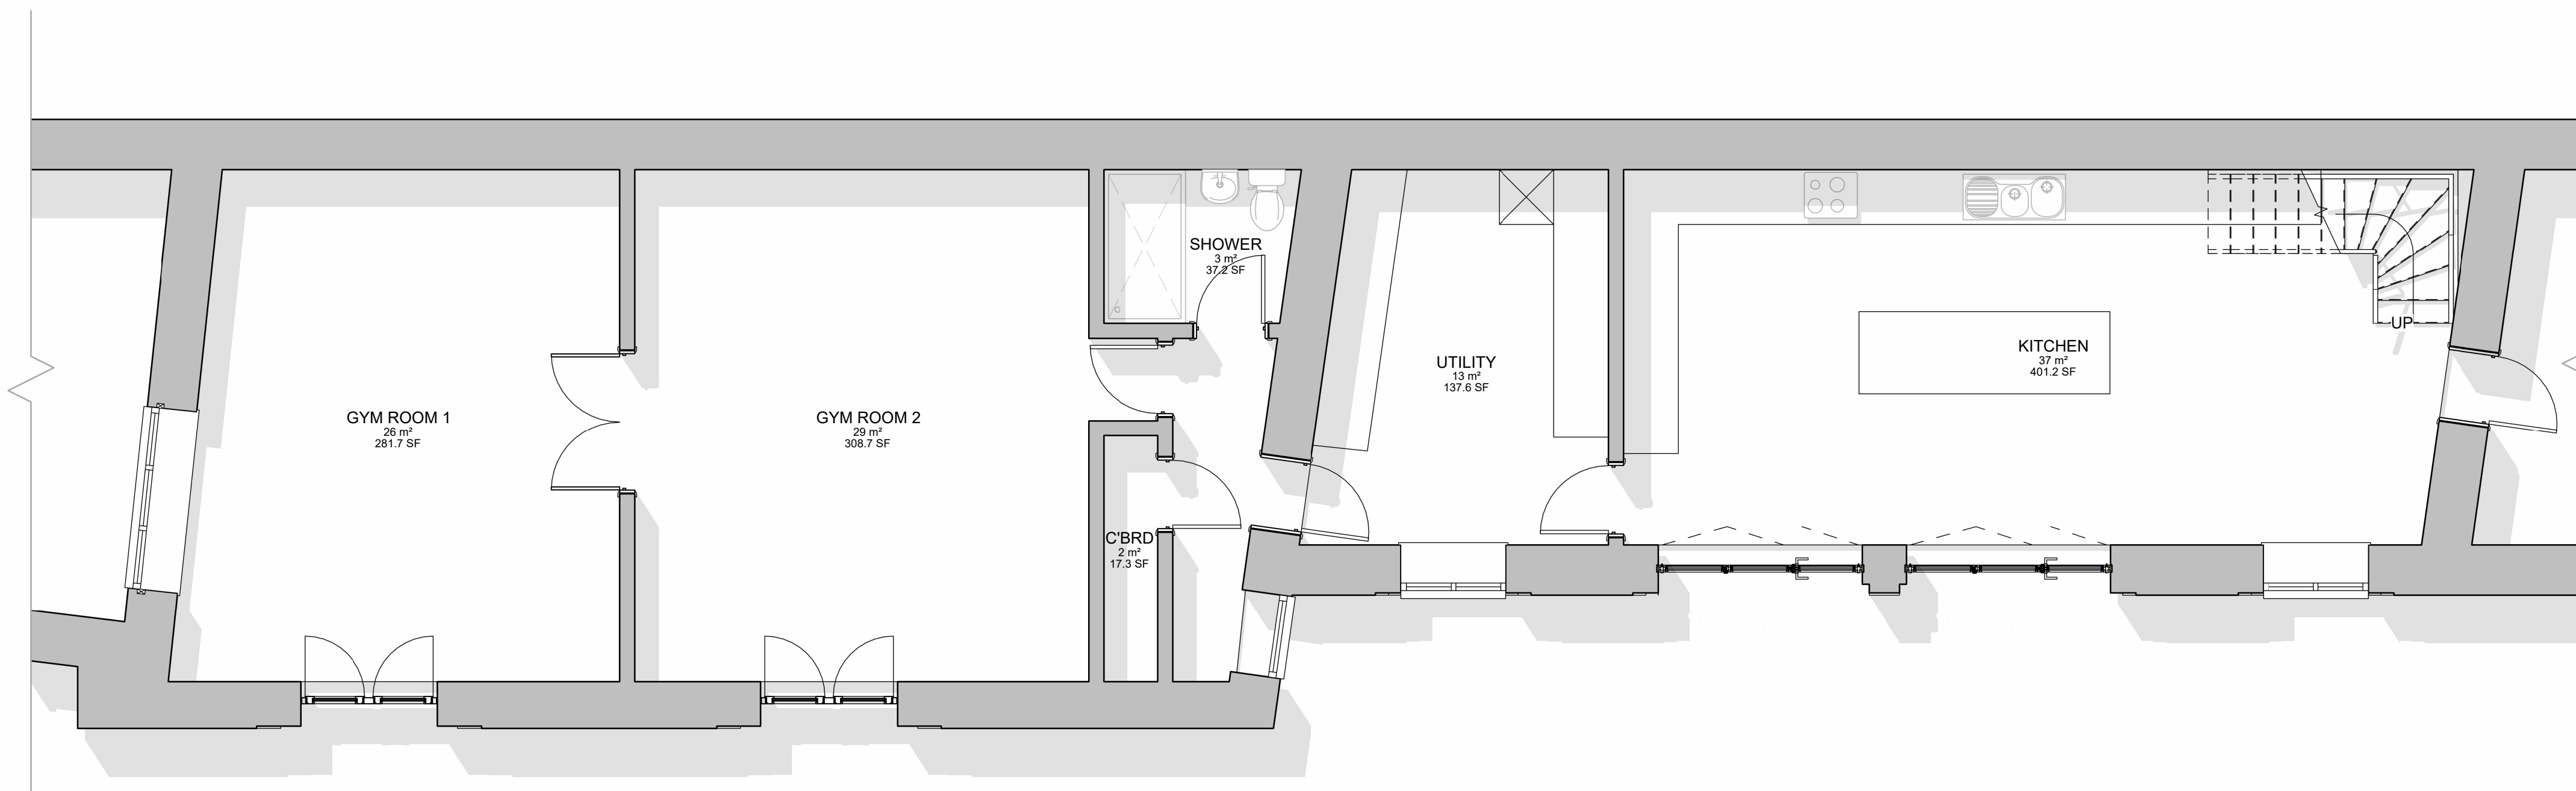 GYM ROOM 1
26 m²
281.7 SF
GYM ROOM 2
29 m²
308.7 SF
SHOWER
3 m²
37.2 SF
C'BRD
2 m²
17.3 SF
UTILITY
13 m²
137.6 SF
KITCHEN
37 m²
401.2 SF
UP